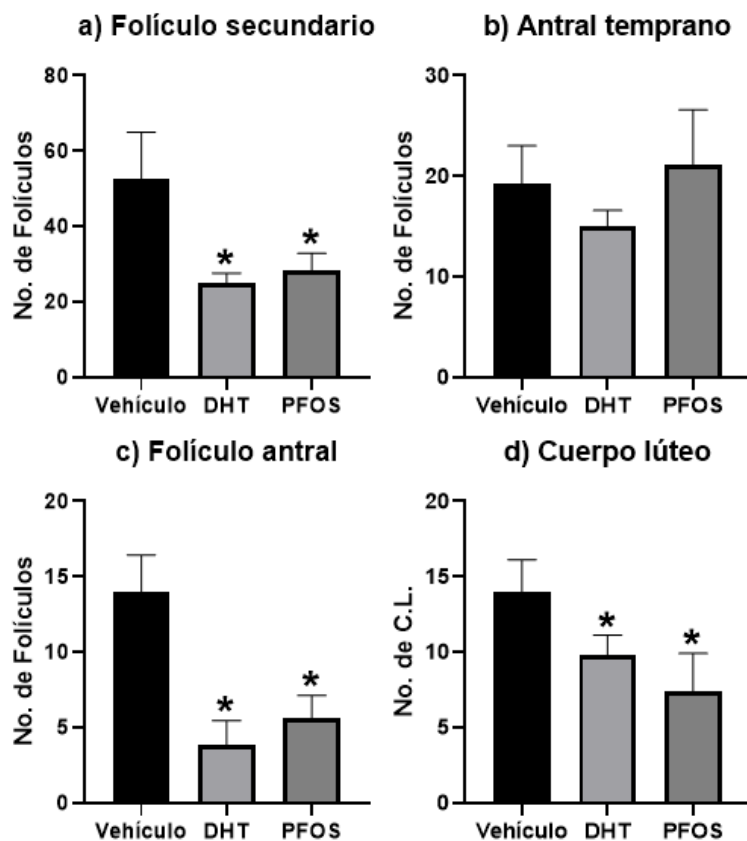 a) Folículo secundario
No. de Folículos
80
60
40
20
0
*
*
Vehículo DHT PFOS
b) Antral temprano
No. de Folículos
30
20
10
0
Vehículo DHT PFOS
c) Folículo antral
No. de Folículos
20
15
10
5
0
*
*
Vehículo DHT PFOS
d) Cuerpo lúteo
No. de C.L.
20
15
10
5
0
*
*
Vehículo DHT PFOS